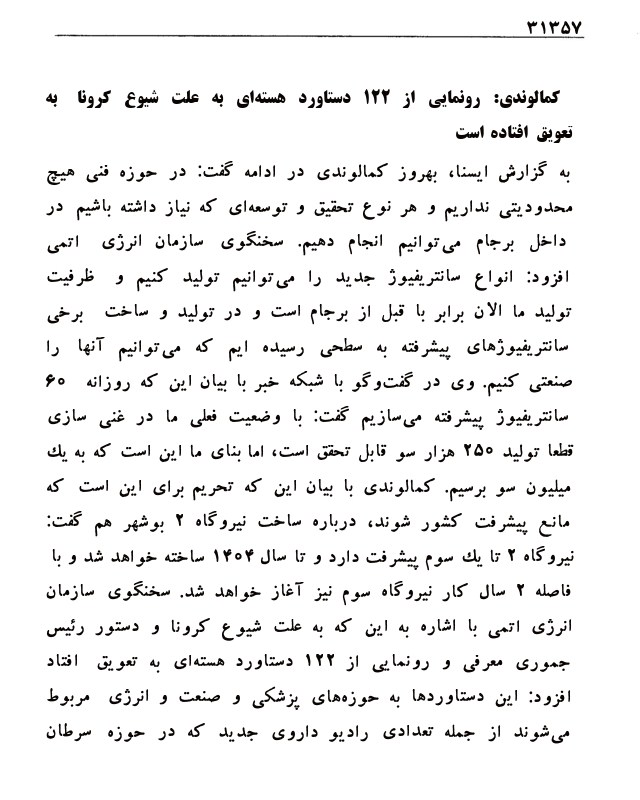 ۳۱۳۵۷
کمالوندی: رونمایی از ۱۲۲ دستاورد هسته‌ای به علت شیوع کرونا به
تعویق افتاده است
به گزارش ایسنا، بهروز کمالوندی در ادامه گفت: در حوزه فنی هیچ
محدودیتی نداریم و هر نوع تحقیق و توسعه‌ای که نیاز داشته باشیم در
داخل برجام می‌توانیم انجام دهیم. سخنگوی سازمان انرژی اتمی
افزود: انواع سانتریفیوژ جدید را می‌توانیم تولید کنیم و ظرفیت
تولید ما الان برابر با قبل از برجام است و در تولید و ساخت برخی
سانتریفیوژهای پیشرفته به سطحی رسیده ایم که می‌توانیم آنها را
صنعتی کنیم. وی در گفت‌وگو با شبکه خبر با بیان این که روزانه ۶۰
سانتریفیوژ پیشرفته می‌سازیم گفت: با وضعیت فعلی ما در غنی سازی
قطعا تولید ۲۵۰ هزار سو قابل تحقق است، اما بنای ما این است که به یك
میلیون سو برسیم. کمالوندی با بیان این که تحریم برای این است که
مانع پیشرفت کشور شوند، درباره ساخت نیروگاه ۲ بوشهر هم گفت:
نیروگاه ۲ تا یك سوم پیشرفت دارد و تا سال ۱۴۰۴ ساخته خواهد شد و با
فاصله ۲ سال کار نیروگاه سوم نیز آغاز خواهد شد. سخنگوی سازمان
انرژی اتمی با اشاره به این که به علت شیوع کرونا و دستور رئیس
جموری معرفی و رونمایی از ۱۲۲ دستاورد هسته‌ای به تعویق افتاد
افزود: این دستاوردها به حوزه‌های پزشکی و صنعت و انرژی مربوط
می‌شوند از جمله تعدادی رادیو داروی جدید که در حوزه سرطان